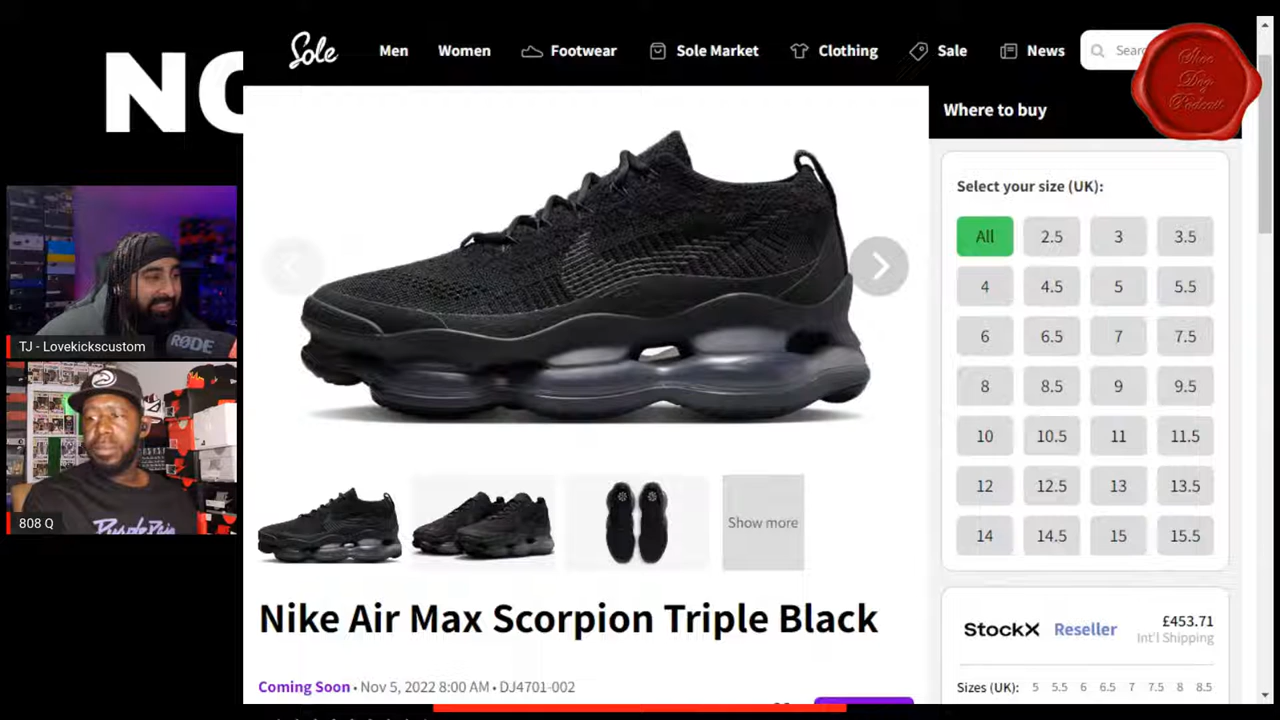 NO
Sole
Men
Women
Footwear
Sole Market
Clothing
Sale
News
Sear
Shoe
Dog
Podcast
Where to buy
Select your size (UK):
All 2.5 3 3.5
4 4.5 5 5.5
6 6.5 7 7.5
8 8.5 9 9.5
10 10.5 11 11.5
12 12.5 13 13.5
14 14.5 15 15.5
TJ - Lovekickscustom
RØDE
808 Q
Show more
Nike Air Max Scorpion Triple Black
Coming Soon • Nov 5, 2022 8:00 AM • DJ4701-002
StockX Reseller £453.71
Int'l Shipping
Sizes (UK): 5 5.5 6 6.5 7 7.5 8 8.5